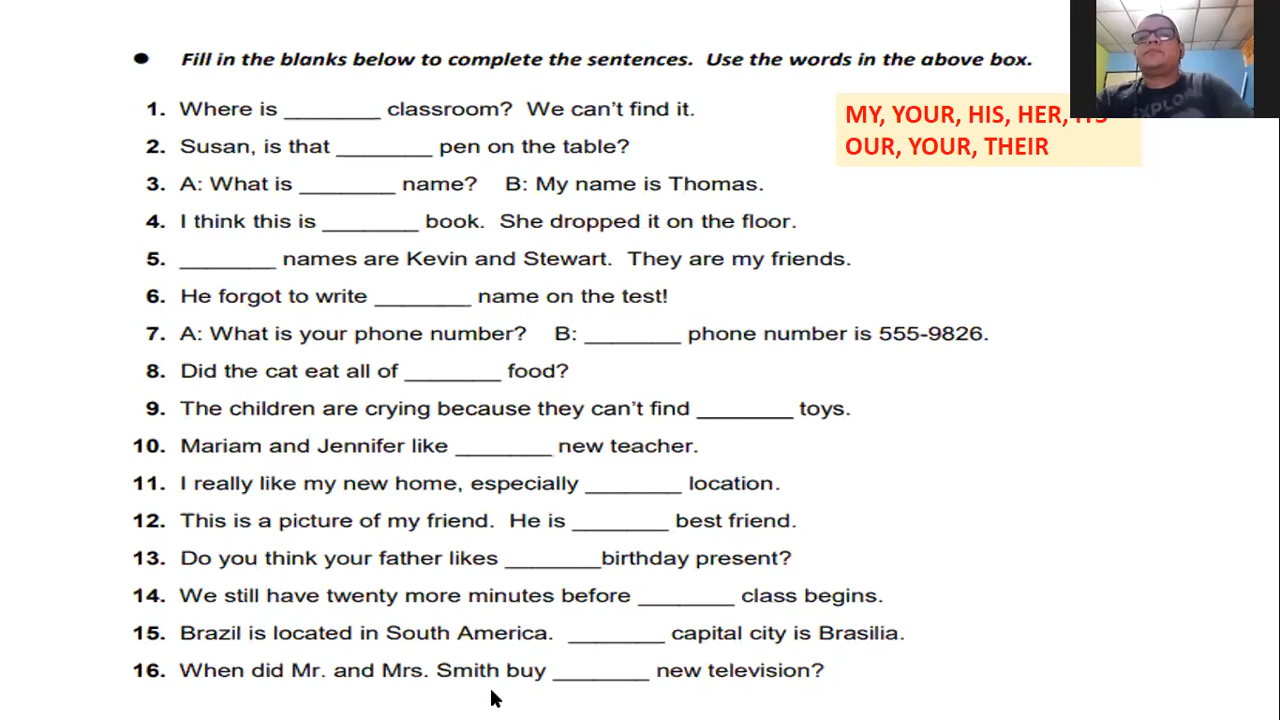 ● Fill in the blanks below to complete the sentences. Use the words in the above box.
1. Where is ________ classroom? We can't find it.
2. Susan, is that ________ pen on the table?
3. A: What is ________ name? B: My name is Thomas.
4. I think this is ________ book. She dropped it on the floor.
5. ________ names are Kevin and Stewart. They are my friends.
6. He forgot to write ________ name on the test!
7. A: What is your phone number? B: ________ phone number is 555-9826.
8. Did the cat eat all of ________ food?
9. The children are crying because they can't find ________ toys.
10. Mariam and Jennifer like ________ new teacher.
11. I really like my new home, especially ________ location.
12. This is a picture of my friend. He is ________ best friend.
13. Do you think your father likes ________birthday present?
14. We still have twenty more minutes before ________ class begins.
15. Brazil is located in South America. ________ capital city is Brasilia.
16. When did Mr. and Mrs. Smith buy ________ new television?
MY, YOUR, HIS, HER, ITS
OUR, YOUR, THEIR